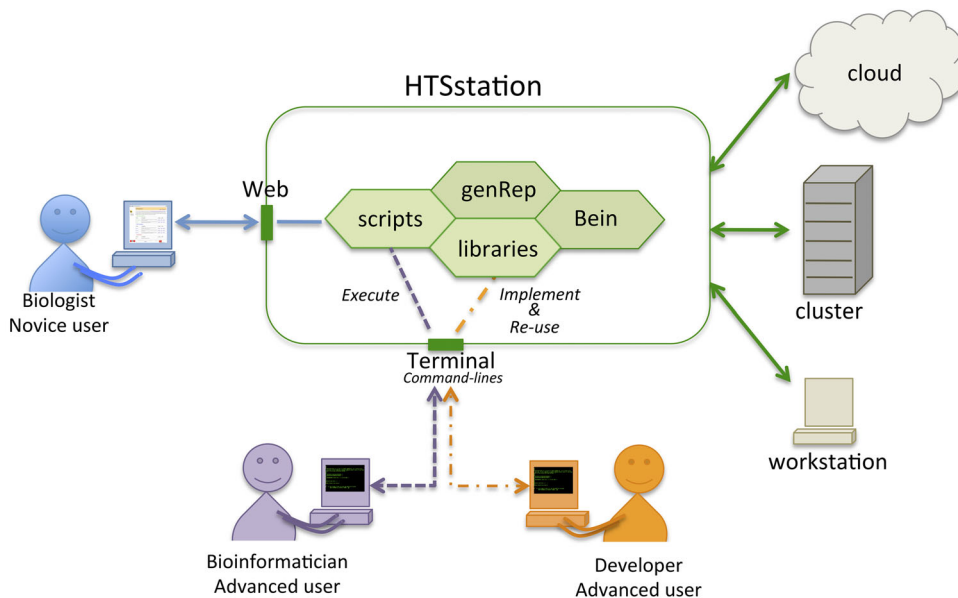 HTSstation
cloud
Web
genRep
scripts
Bein
libraries
Execute
Implement
&
Re-use
Biologist
Novice user
cluster
Terminal
Command-lines
workstation
Bioinformatician
Advanced user
Developer
Advanced user